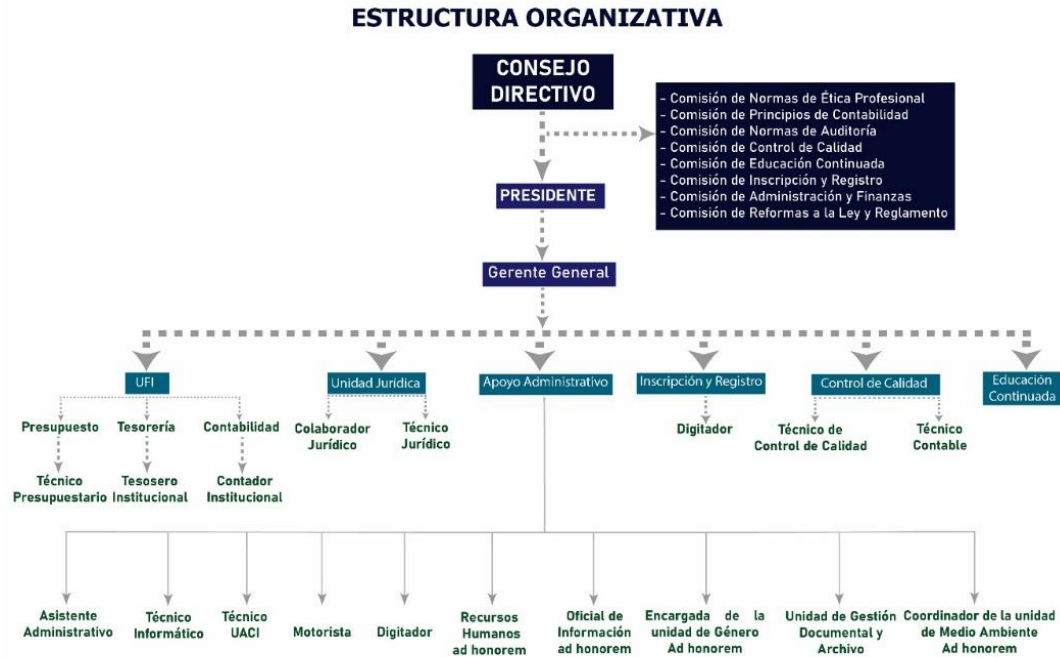 ESTRUCTURA ORGANIZATIVA
CONSEJO
DIRECTIVO
- Comisión de Normas de Ética Profesional
- Comisión de Principios de Contabilidad
- Comisión de Normas de Auditoría
- Comisión de Control de Calidad
- Comisión de Educación Continuada
- Comisión de Inscripción y Registro
- Comisión de Administración y Finanzas
- Comisión de Reformas a la Ley y Reglamento
PRESIDENTE
Gerente General
UFI
Unidad Jurídica
Apoyo Administrativo
Inscripción y Registro
Control de Calidad
Educación
Continuada
Presupuesto
Tesorería
Contabilidad
Colaborador
Jurídico
Técnico
Jurídico
Digitador
Técnico de
Control de Calidad
Técnico
Contable
Técnico
Presupuestario
Tesosero
Institucional
Contador
Institucional
Asistente
Administrativo
Técnico
Informático
Técnico
UACI
Motorista
Digitador
Recursos
Humanos
ad honorem
Oficial de
Información
ad honorem
Encargada de la
unidad de Género
Ad honorem
Unidad de Gestión
Documental y
Archivo
Coordinador de la unidad
de Medio Ambiente
Ad honorem